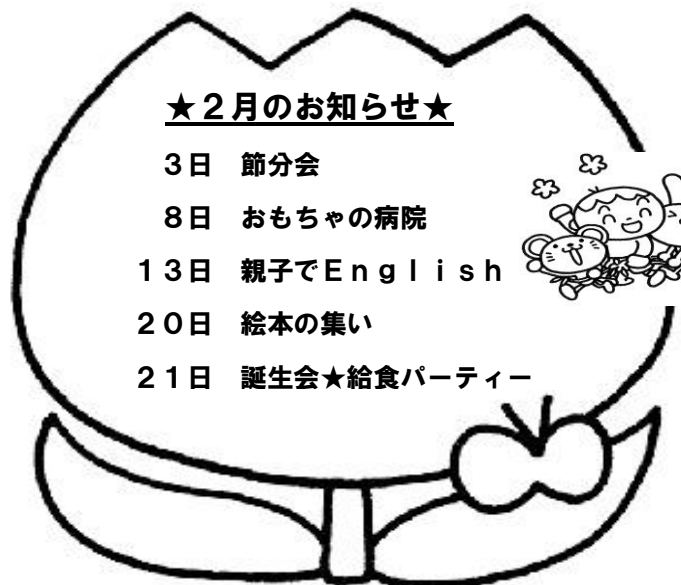 ★２月のお知らせ★
３日　節分会
８日　おもちゃの病院
１３日　親子でＥｎｇｌｉｓｈ
２０日　絵本の集い
２１日　誕生会★給食パーティー